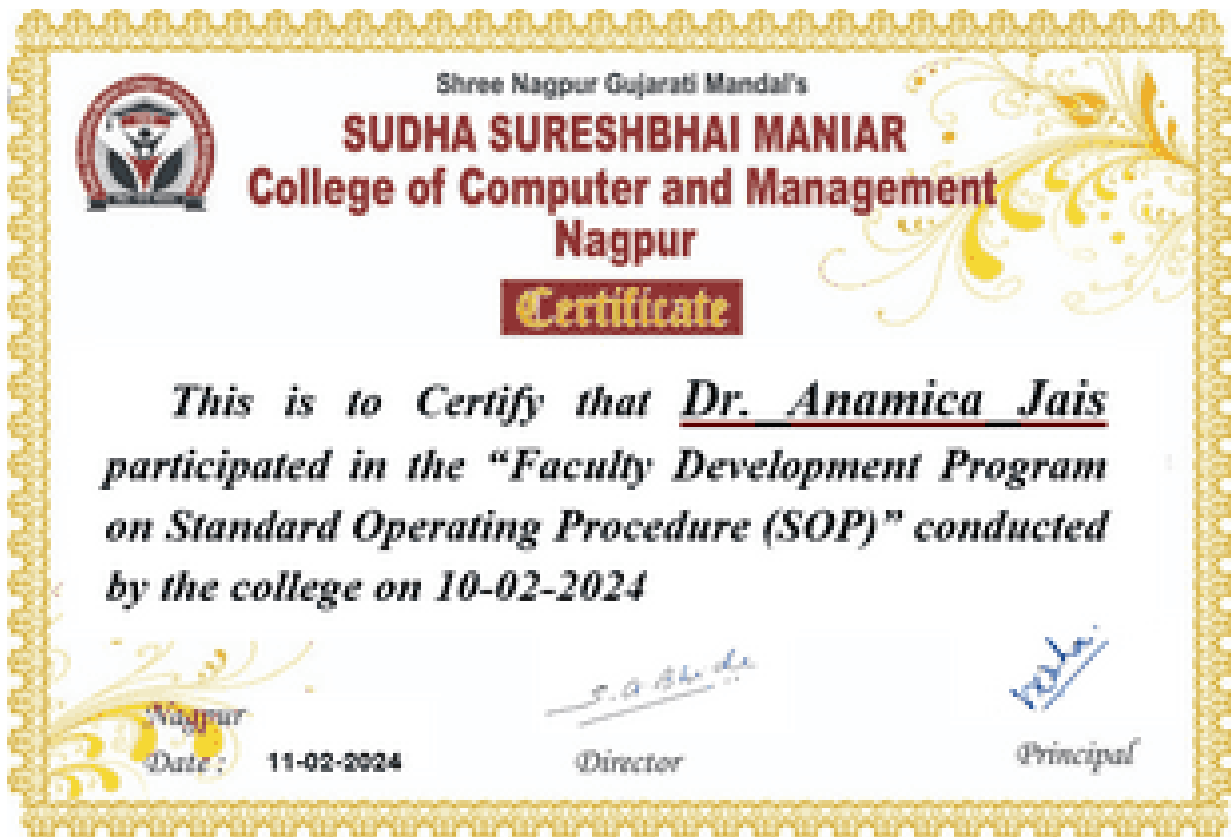 Shree Nagpur Gujarati Mandal's
SUDHA SURESHBHAI MANIAR
College of Computer and Management
Nagpur
Certificate
This is to Certify that Dr. Anamica Jais
participated in the “Faculty Development Program
on Standard Operating Procedure (SOP)” conducted
by the college on 10-02-2024
Nagpur
Date : 11-02-2024
Director
Principal